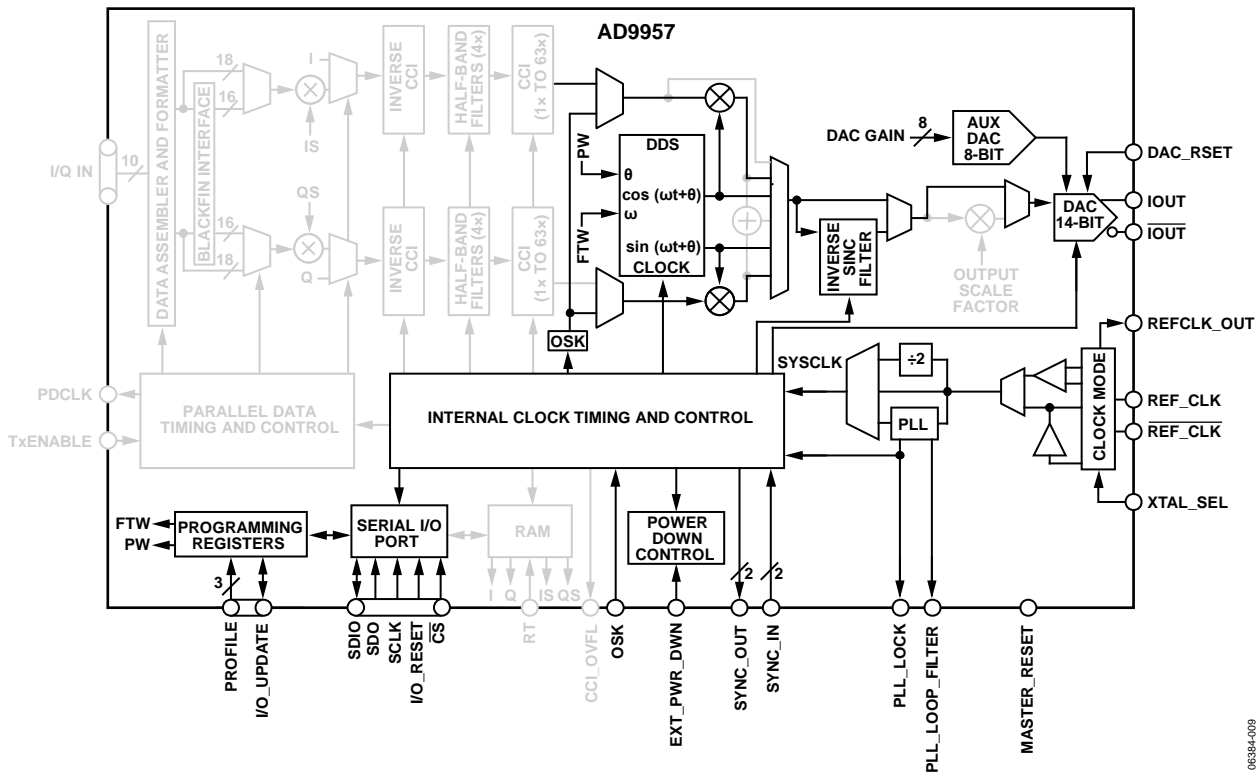 AD9957
DATA ASSEMBLER AND FORMATTER
BLACKFIN INTERFACE
18
16
I
IS
INVERSE
CCI
HALF-BAND
FILTERS (4×)
CCI
(1× TO 63×)
I/Q IN
10
QS
16
18
Q
INVERSE
CCI
HALF-BAND
FILTERS (4×)
CCI
(1× TO 63×)
PW
FTW
DDS
θ
cos (ωt+θ)
ω
sin (ωt+θ)
CLOCK
OSK
INVERSE
SINC
FILTER
OUTPUT
SCALE
FACTOR
DAC GAIN
8
AUX
DAC
8-BIT
DAC
14-BIT
DAC_RSET
IOUT
IOUT
REFCLK_OUT
REF_CLK
REF_CLK
XTAL_SEL
CLOCK MODE
SYSCLK
÷2
PLL
PDCLK
TxENABLE
PARALLEL DATA
TIMING AND CONTROL
INTERNAL CLOCK TIMING AND CONTROL
FTW
PW
PROGRAMMING
REGISTERS
SERIAL I/O
PORT
RAM
I
Q
IS
QS
POWER
DOWN
CONTROL
3
2
2
PROFILE
I/O_UPDATE
SDIO
SDO
SCLK
I/O_RESET
CS
RT
CCI_OVFL
OSK
EXT_PWR_DWN
SYNC_OUT
SYNC_IN
PLL_LOCK
PLL_LOOP_FILTER
MASTER_RESET
06384-009